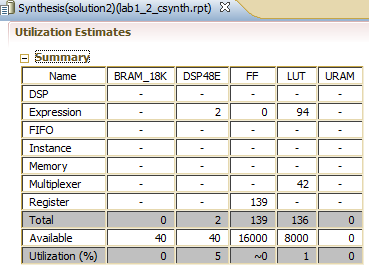 Synthesis(solution2)(lab1_2_csynth.rpt)
Utilization Estimates
Summary
Name BRAM_18K DSP48E FF LUT URAM
DSP - - - - -
Expression - 2 0 94 -
FIFO - - - - -
Instance - - - - -
Memory - - - - -
Multiplexer - - - 42 -
Register - - 139 - -
Total 0 2 139 136 0
Available 40 40 16000 8000 0
Utilization (%) 0 5 ~0 1 0